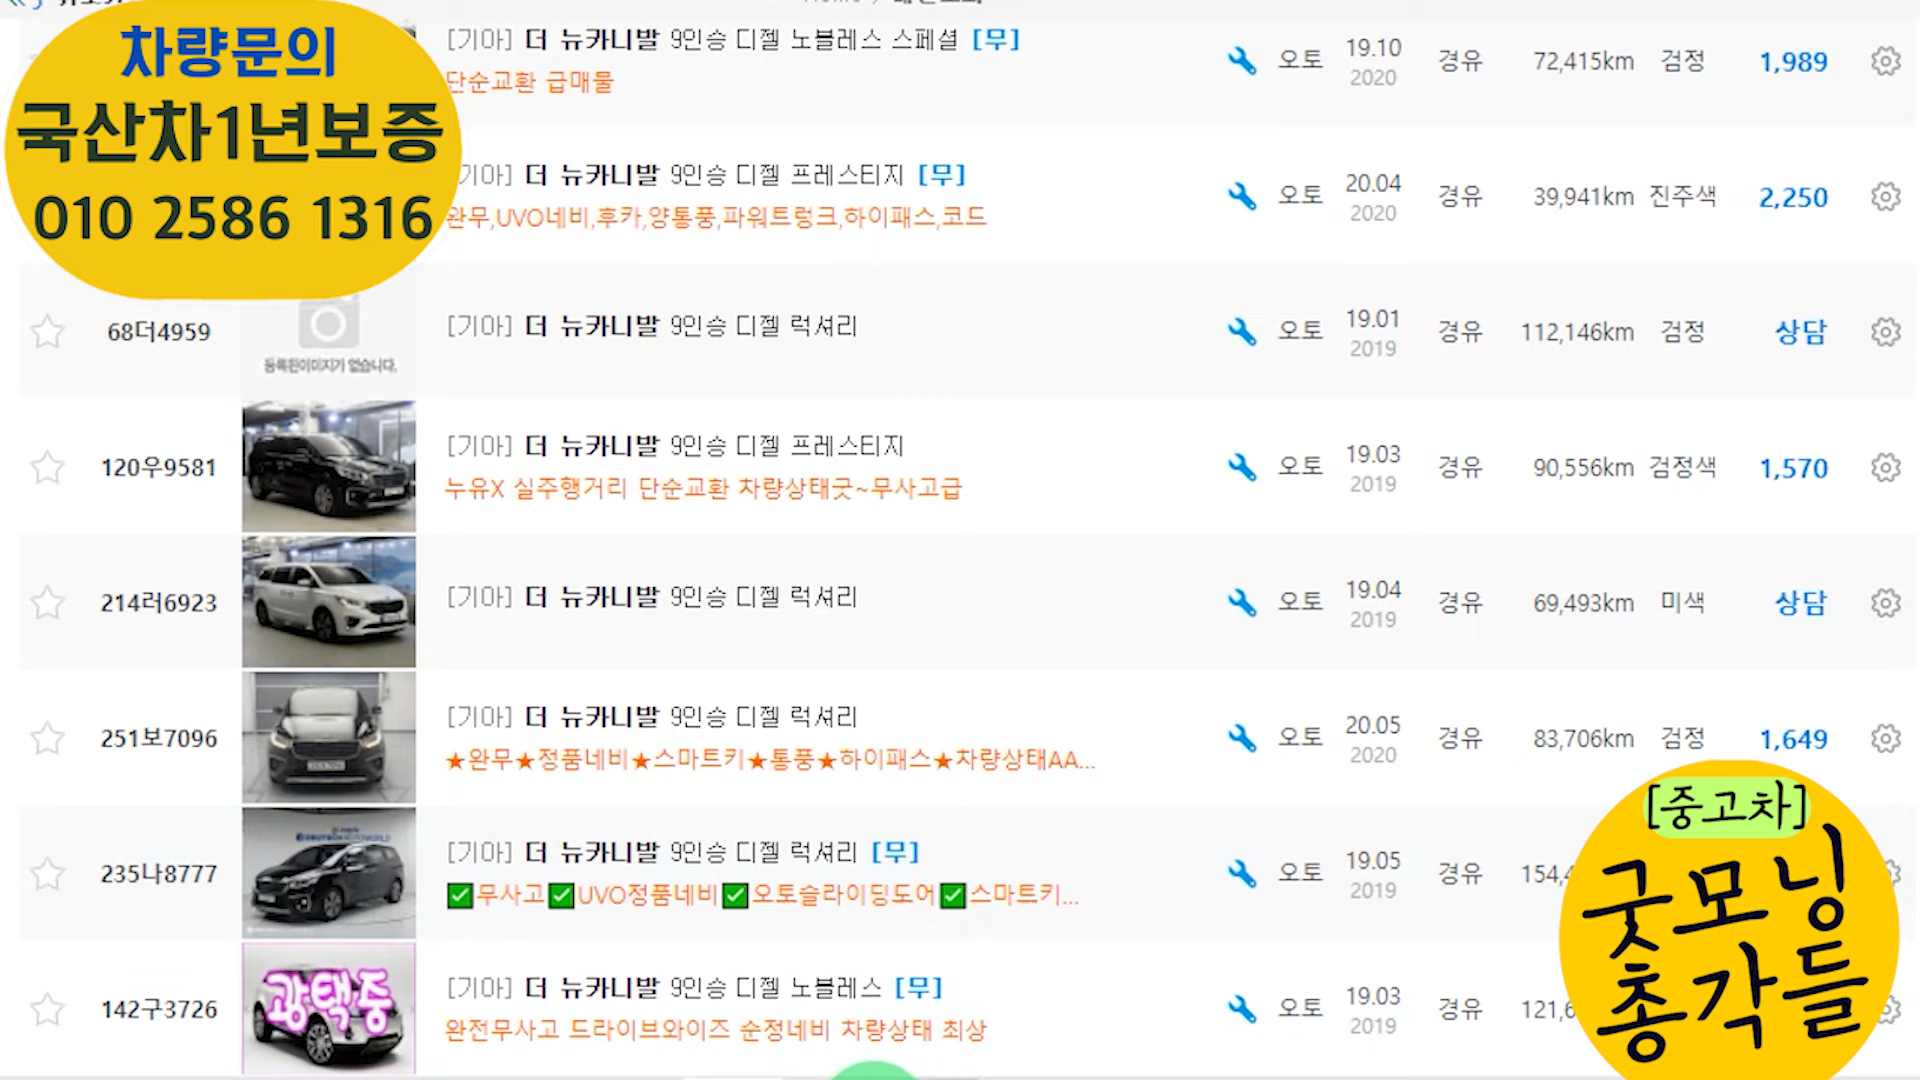 차량문의
국산차1년보증
010 2586 1316
[기아] 더 뉴카니발 9인승 디젤 노블레스 스페셜 [무]
단순교환 급매물
오토 19.10 2020 경유 72,415km 검정 1,989
[기아] 더 뉴카니발 9인승 디젤 프레스티지 [무]
완무,UVO네비,후카,양통풍,파워트렁크,하이패스,코드
오토 20.04 2020 경유 39,941km 진주색 2,250
68더4959
등록된이미지가 없습니다.
[기아] 더 뉴카니발 9인승 디젤 럭셔리
오토 19.01 2019 경유 112,146km 검정 상담
120우9581
[기아] 더 뉴카니발 9인승 디젤 프레스티지
누유X 실주행거리 단순교환 차량상태굿~무사고급
오토 19.03 2019 경유 90,556km 검정색 1,570
214러6923
[기아] 더 뉴카니발 9인승 디젤 럭셔리
오토 19.04 2019 경유 69,493km 미색 상담
251보7096
[기아] 더 뉴카니발 9인승 디젤 럭셔리
★완무★정품네비★스마트키★통풍★하이패스★차량상태AA...
오토 20.05 2020 경유 83,706km 검정 1,649
235나8777
[기아] 더 뉴카니발 9인승 디젤 럭셔리 [무]
✅무사고✅UVO정품네비✅오토슬라이딩도어✅스마트키...
오토 19.05 2019 경유 154,4
142구3726
광택중
[기아] 더 뉴카니발 9인승 디젤 노블레스 [무]
완전무사고 드라이브와이즈 순정네비 차량상태 최상
오토 19.03 2019 경유 121,6
[중고차]
굿모닝
총각들